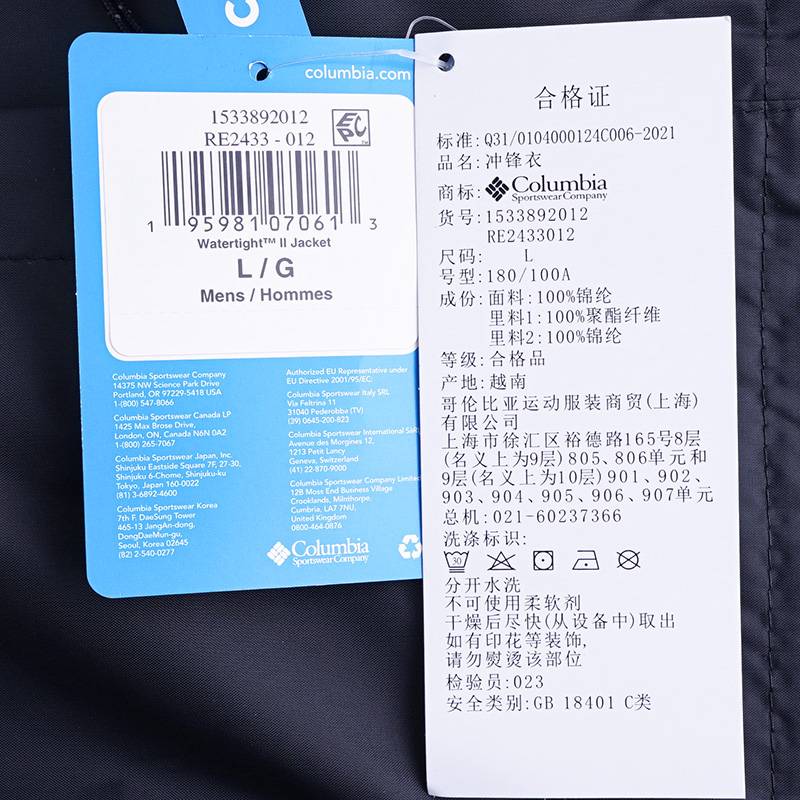 C
columbia.com
1533892012
RE2433 - 012
EPC
1 95981 07061 3
Watertight™ II Jacket
L / G
Mens / Hommes
Columbia Sportswear Company
14375 NW Science Park Drive
Portland, OR 97229-5418 USA
1-(800) 547-8066
Columbia Sportswear Canada LP
1425 Max Brose Drive,
London, ON, Canada N6N 0A2
1-(800) 265-7067
Columbia Sportswear Japan, Inc.
Shinjuku Eastside Square 7F, 27-30,
Shinjuku 6-chome, Shinjuku-ku
Tokyo, Japan 160-0022
(81) 3-6892-4600
Columbia Sportswear Korea
7th F. DaeSung Tower
465-13 JangAn-dong,
DongDaeMun-gu,
Seoul, Korea 02645
(82) 2-540-0277
Authorized EU Representative under
EU Directive 2001/95/EC:
Columbia Sportswear Italy SRL
Via Feltrina 11
31040 Pederobba (TV)
(39) 0645-200-823
Columbia Sportswear International SàRL
Avenue des Morgines 12,
1213 Petit Lancy
Geneva, Switzerland
(41) 22-870-9000
Columbia Sportswear Company Limited
12B Moss End Business Village
Crooklands, Milnthorpe,
Cumbria, LA7 7NU,
United Kingdom
0800-464-0876
Columbia
Sportswear Company
合格证
标准:Q31/0104000124C006-2021
品名:冲锋衣
商标: Columbia
Sportswear Company
货号:1533892012
RE2433012
尺码: L
号型:180/100A
成份:面料:100%锦纶
里料1:100%聚酯纤维
里料2:100%锦纶
等级:合格品
产地:越南
哥伦比亚运动服装商贸(上海)
有限公司
上海市徐汇区裕德路165号8层
(名义上为9层)805、806单元和
9层(名义上为10层)901、902、
903、904、905、906、907单元
总机:021-60237366
洗涤标识:
30
分开水洗
不可使用柔软剂
干燥后尽快(从设备中)取出
如有印花等装饰,
请勿熨烫该部位
检验员:023
安全类别:GB 18401 C类